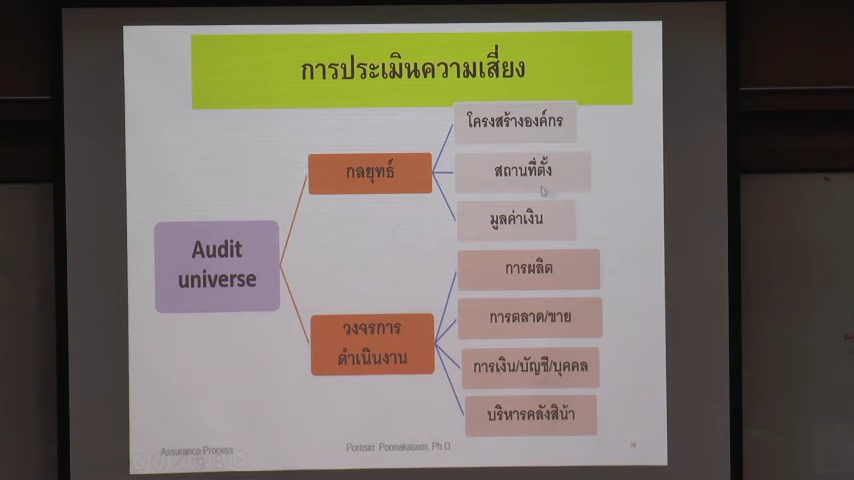 การประเมินความเสี่ยง
Audit
universe
กลยุทธ์
โครงสร้างองค์กร
สถานที่ตั้ง
มูลค่าเงิน
วงจรการ
ดำเนินงาน
การผลิต
การตลาด/ขาย
การเงิน/บัญชี/บุคคล
บริหารคลังสิน้า
Assurance Process
Pornsiri Poonakasem, Ph.D.